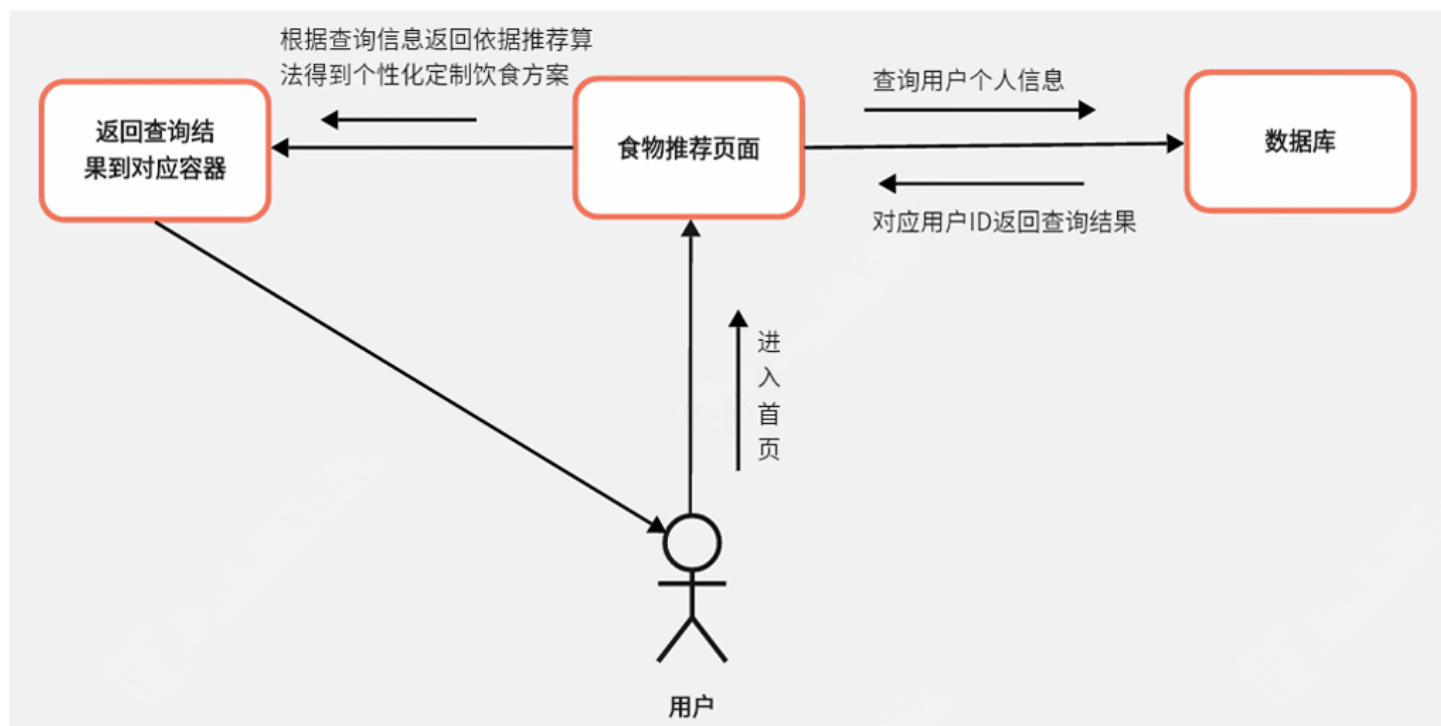 根据查询信息返回依据推荐算
法得到个性化定制饮食方案
返回查询结
果到对应容器
食物推荐页面
查询用户个人信息
数据库
对应用户ID返回查询结果
进
入
首
页
用户